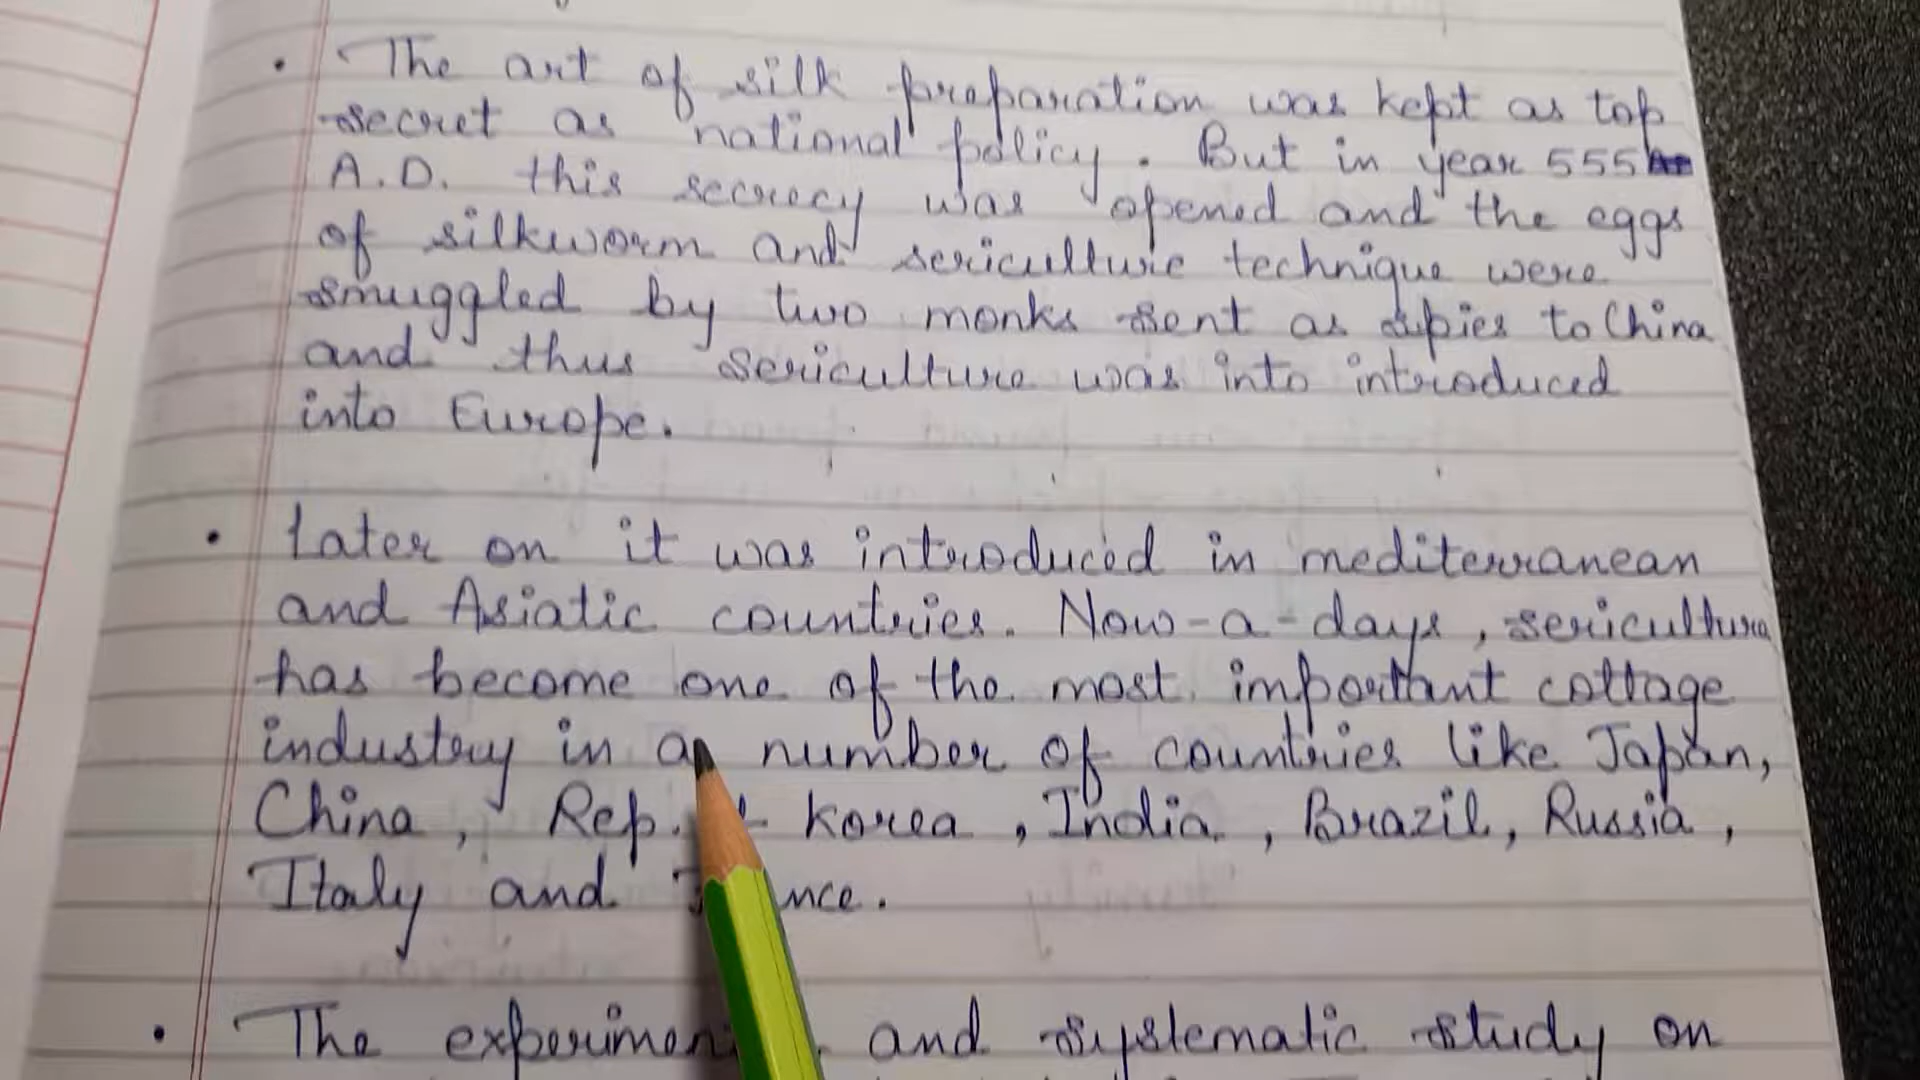 • The art of silk preparation was kept as top
secret as national policy. But in year 555
A.D. this secrecy was opened and the eggs
of silkworm and sericulture technique were
smuggled by two monks sent as spies to China
and thus sericulture was into introduced
into Europe.
• Later on it was introduced in mediterranean
and Asiatic countries. Now-a-days, sericulture
has become one of the most important cottage
industry in a number of countries like Japan,
China, Rep. Korea, India, Brazil, Russia,
Italy and
• The and systematic study on